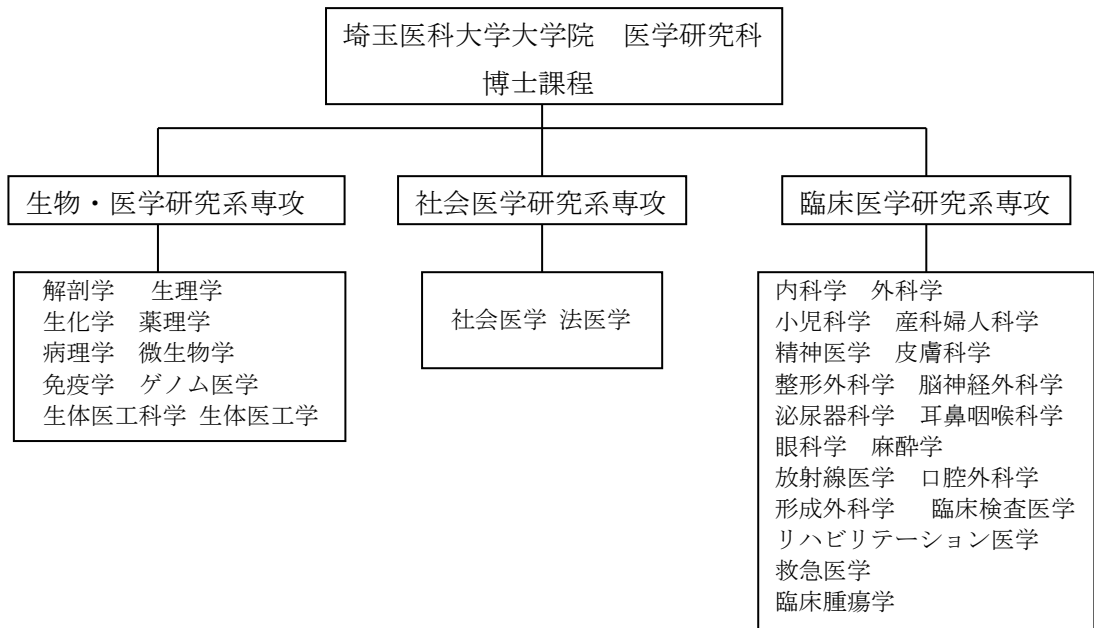 埼玉医科大学大学院　医学研究科
博士課程
生物・医学研究系専攻
社会医学研究系専攻
臨床医学研究系専攻
解剖学　生理学
生化学　薬理学
病理学　微生物学
免疫学　ゲノム医学
生体医工科学 生体医工学
社会医学 法医学
内科学　外科学
小児科学　産科婦人科学
精神医学　皮膚科学
整形外科学　脳神経外科学
泌尿器科学　耳鼻咽喉科学
眼科学　麻酔学
放射線医学　口腔外科学
形成外科学　臨床検査医学
リハビリテーション医学
救急医学
臨床腫瘍学